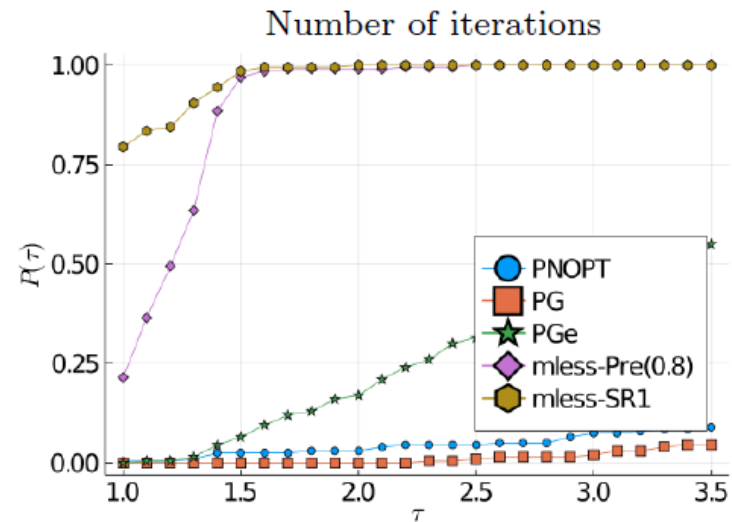 Number of iterations
1.00
0.75
0.50
0.25
0.00
P(τ)
PNOPT
PG
PGe
mless-Pre(0.8)
mless-SR1
1.0 1.5 2.0 2.5 3.0 3.5
τ